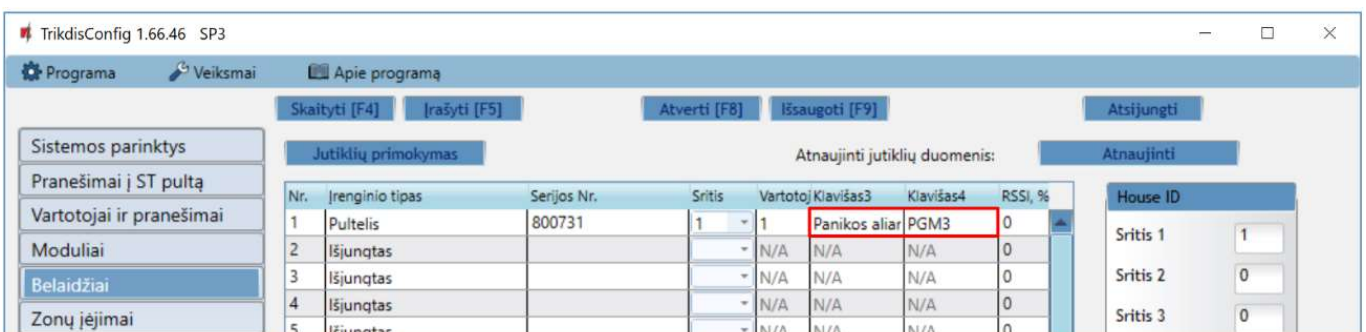 TrikdisConfig 1.66.46 SP3
Programa Veiksmai Apie programą
Skaityti [F4] Įrašyti [F5] Atverti [F8] Išsaugoti [F9] Atsijungti
Sistemos parinktys
Pranešimai į ST pultą
Vartotojai ir pranešimai
Moduliai
Belaidžiai
Zonų įėjimai
Jutiklių primokymas Atnaujinti jutiklių duomenis: Atnaujinti
Nr. Įrenginio tipas Serijos Nr. Sritis Vartotoj Klavišas3 Klavišas4 RSSI, %
1 Pultelis 800731 1 1 Panikos aliar PGM3 0
2 Išjungtas N/A N/A N/A 0
3 Išjungtas N/A N/A N/A 0
4 Išjungtas N/A N/A N/A 0
5 Išjungtas N/A N/A N/A 0
House ID
Sritis 1 1
Sritis 2 0
Sritis 3 0